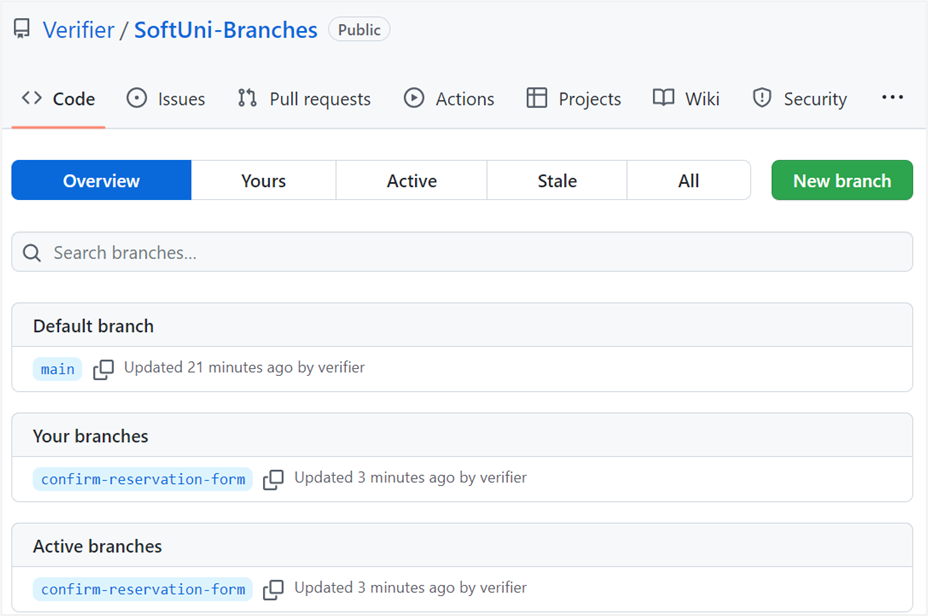 Verifier / SoftUni-Branches Public
Code Issues Pull requests Actions Projects Wiki Security ...
Overview Yours Active Stale All New branch
Search branches...
Default branch
main Updated 21 minutes ago by verifier
Your branches
confirm-reservation-form Updated 3 minutes ago by verifier
Active branches
confirm-reservation-form Updated 3 minutes ago by verifier